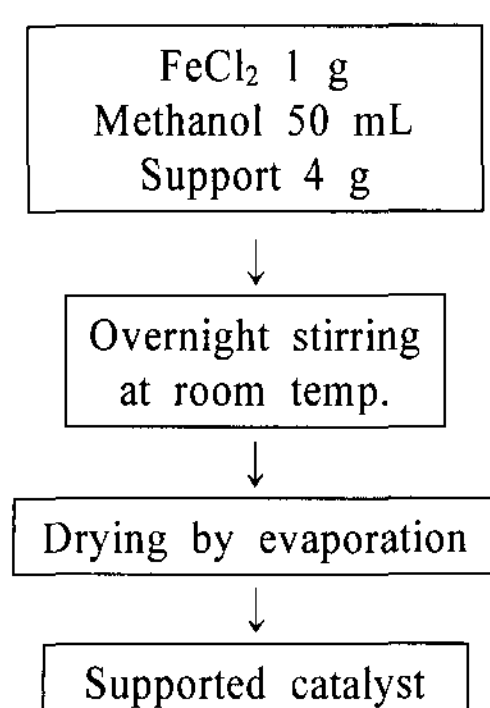 FeCl₂ 1 g
Methanol 50 mL
Support 4 g
↓
Overnight stirring
at room temp.
↓
Drying by evaporation
↓
Supported catalyst